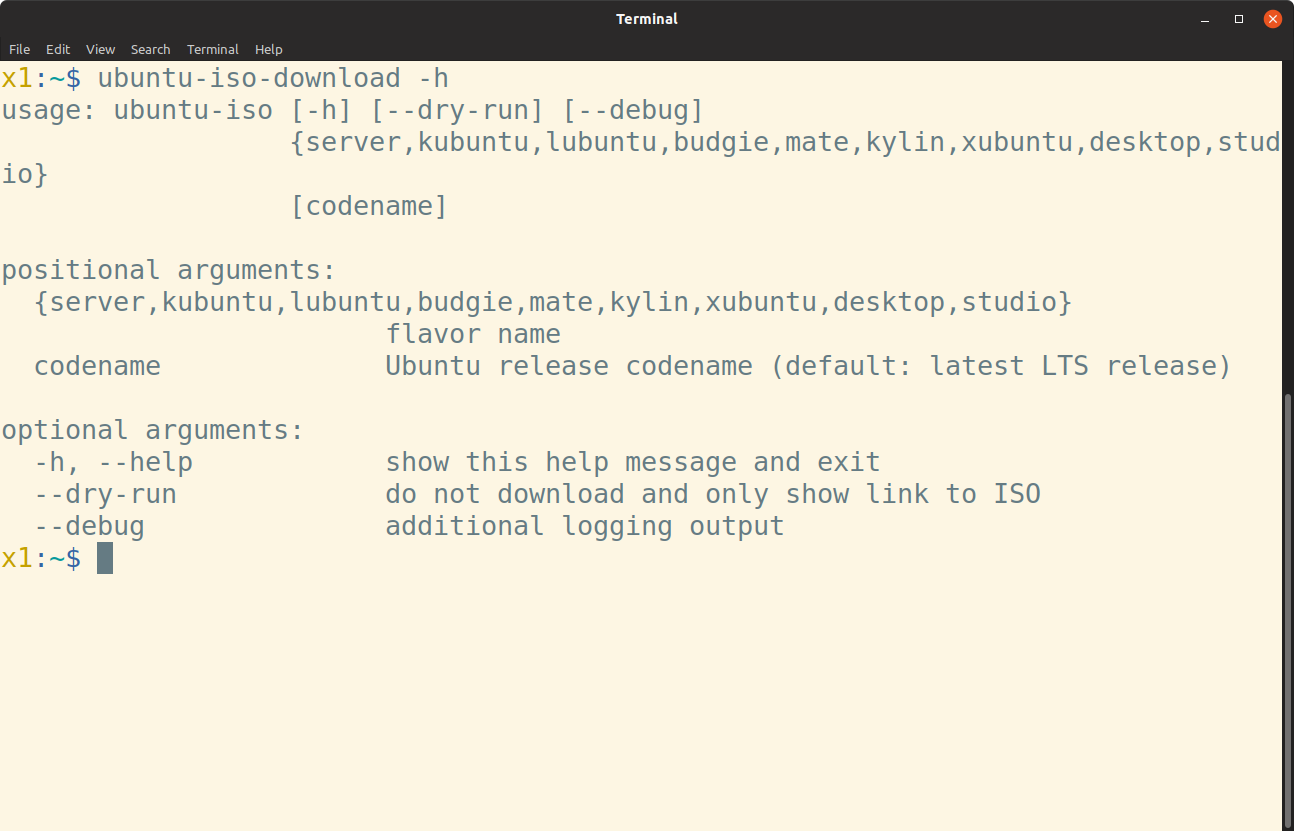 Terminal
File Edit View Search Terminal Help
x1:~$ ubuntu-iso-download -h
usage: ubuntu-iso [-h] [--dry-run] [--debug]
                  {server,kubuntu,lubuntu,budgie,mate,kylin,xubuntu,desktop,stud
io}
                  [codename]

positional arguments:
  {server,kubuntu,lubuntu,budgie,mate,kylin,xubuntu,desktop,studio}
                        flavor name
  codename              Ubuntu release codename (default: latest LTS release)

optional arguments:
  -h, --help            show this help message and exit
  --dry-run             do not download and only show link to ISO
  --debug               additional logging output
x1:~$